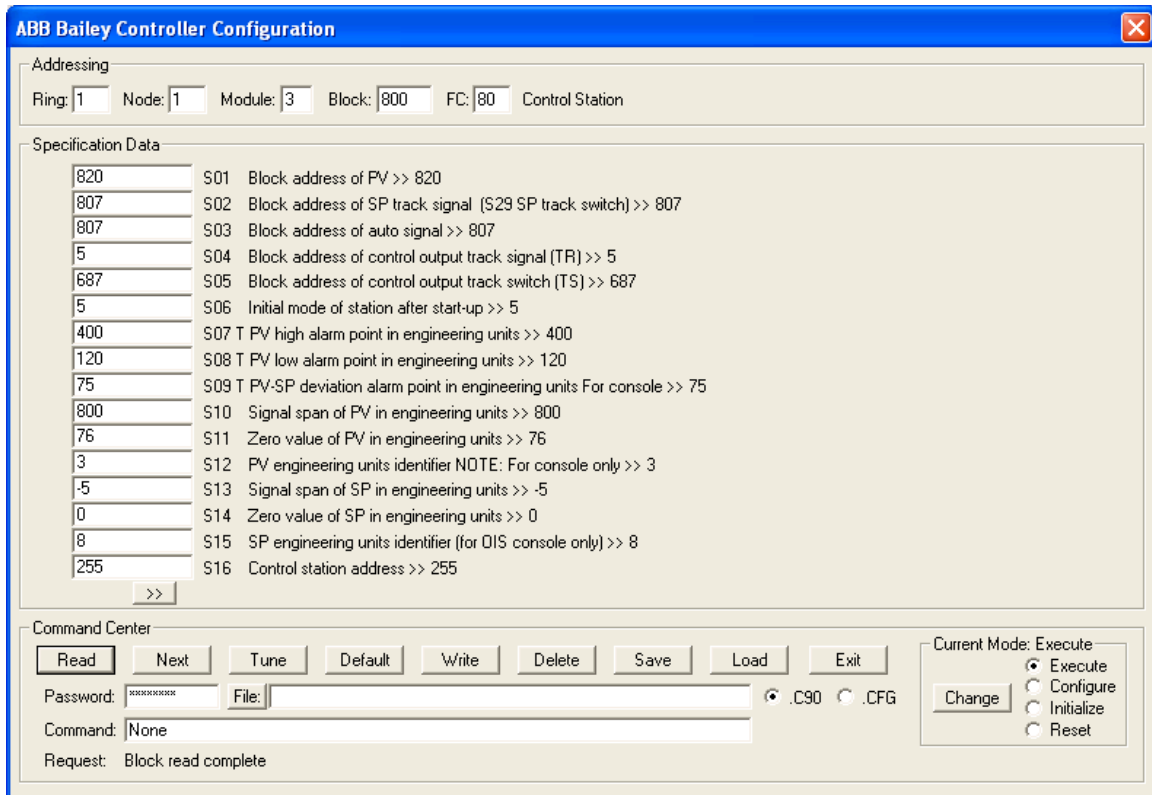 ABB Bailey Controller Configuration
Addressing
Ring: 1 Node: 1 Module: 3 Block: 800 FC: 80 Control Station
Specification Data
820 S01 Block address of PV >> 820
807 S02 Block address of SP track signal (S29 SP track switch) >> 807
807 S03 Block address of auto signal >> 807
5 S04 Block address of control output track signal (TR) >> 5
687 S05 Block address of control output track switch (TS) >> 687
5 S06 Initial mode of station after start-up >> 5
400 S07 T PV high alarm point in engineering units >> 400
120 S08 T PV low alarm point in engineering units >> 120
75 S09 T PV-SP deviation alarm point in engineering units For console >> 75
800 S10 Signal span of PV in engineering units >> 800
76 S11 Zero value of PV in engineering units >> 76
3 S12 PV engineering units identifier NOTE: For console only >> 3
-5 S13 Signal span of SP in engineering units >> -5
0 S14 Zero value of SP in engineering units >> 0
8 S15 SP engineering units identifier (for OIS console only) >> 8
255 S16 Control station address >> 255
>>
Command Center
Read Next Tune Default Write Delete Save Load Exit
Password: ******** File: .C90 .CFG
Command: None
Request: Block read complete
Current Mode: Execute
Execute
Change
Configure
Initialize
Reset